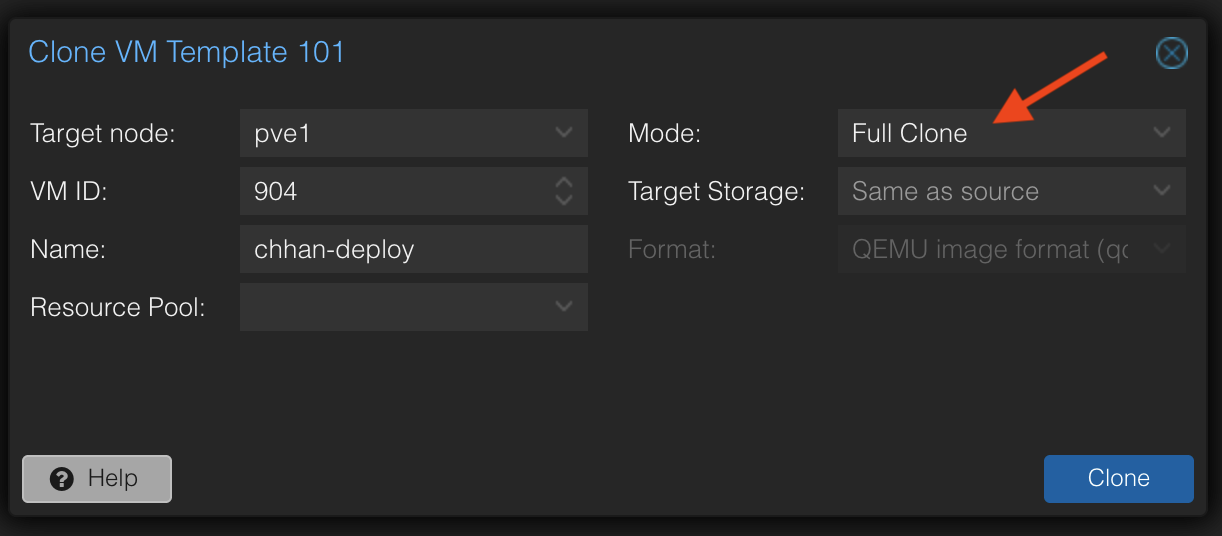 Clone VM Template 101
Target node: pve1
VM ID: 904
Name: chhan-deploy
Resource Pool:
Mode: Full Clone
Target Storage: Same as source
Format: QEMU image format (qc
Help
Clone